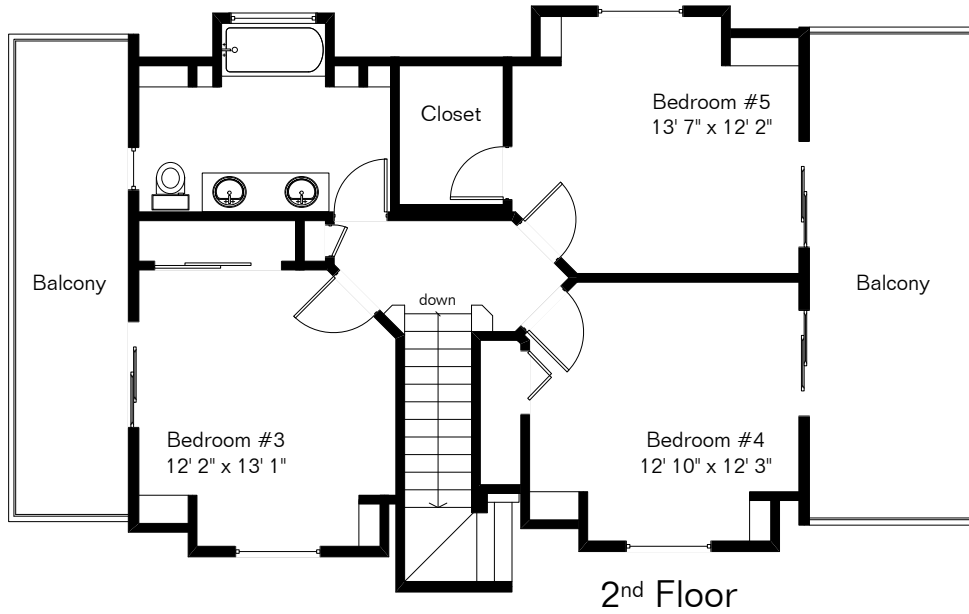 Closet
Bedroom #5
13' 7" x 12' 2"
Balcony
down
Balcony
Bedroom #3
12' 2" x 13' 1"
Bedroom #4
12' 10" x 12' 3"
2nd Floor